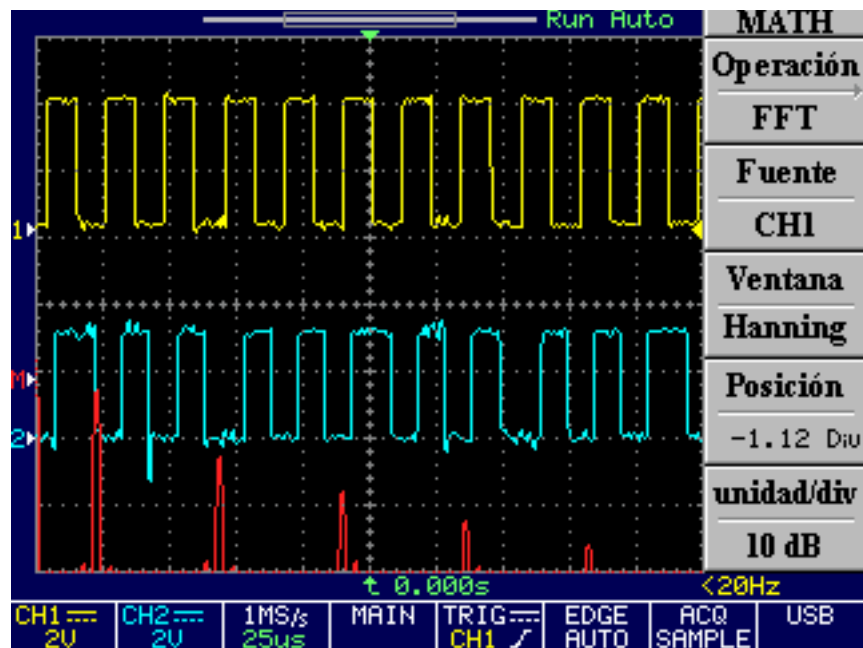 Run Auto
MATH
Operación
FFT
Fuente
CH1
Ventana
Hanning
Posición
-1.12 Div
unidad/div
10 dB
1
M
2
0.000s
<20Hz
CH1
2V
CH2
2V
1MS/s
25us
MAIN
TRIG
CH1
EDGE
AUTO
ACQ
SAMPLE
USB